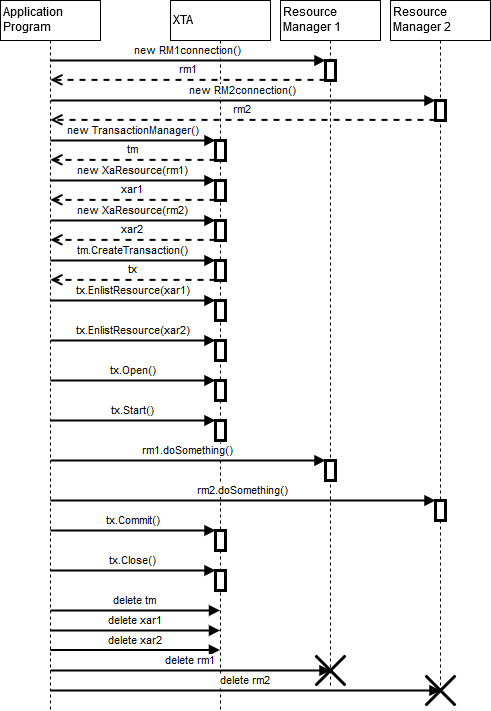 Application
Program
XTA
Resource
Manager 1
Resource
Manager 2
new RM1connection()
rm1
new RM2connection()
rm2
new TransactionManager()
tm
new XaResource(rm1)
xar1
new XaResource(rm2)
xar2
tm.CreateTransaction()
tx
tx.EnlistResource(xar1)
tx.EnlistResource(xar2)
tx.Open()
tx.Start()
rm1.doSomething()
rm2.doSomething()
tx.Commit()
tx.Close()
delete tm
delete xar1
delete xar2
delete rm1
delete rm2